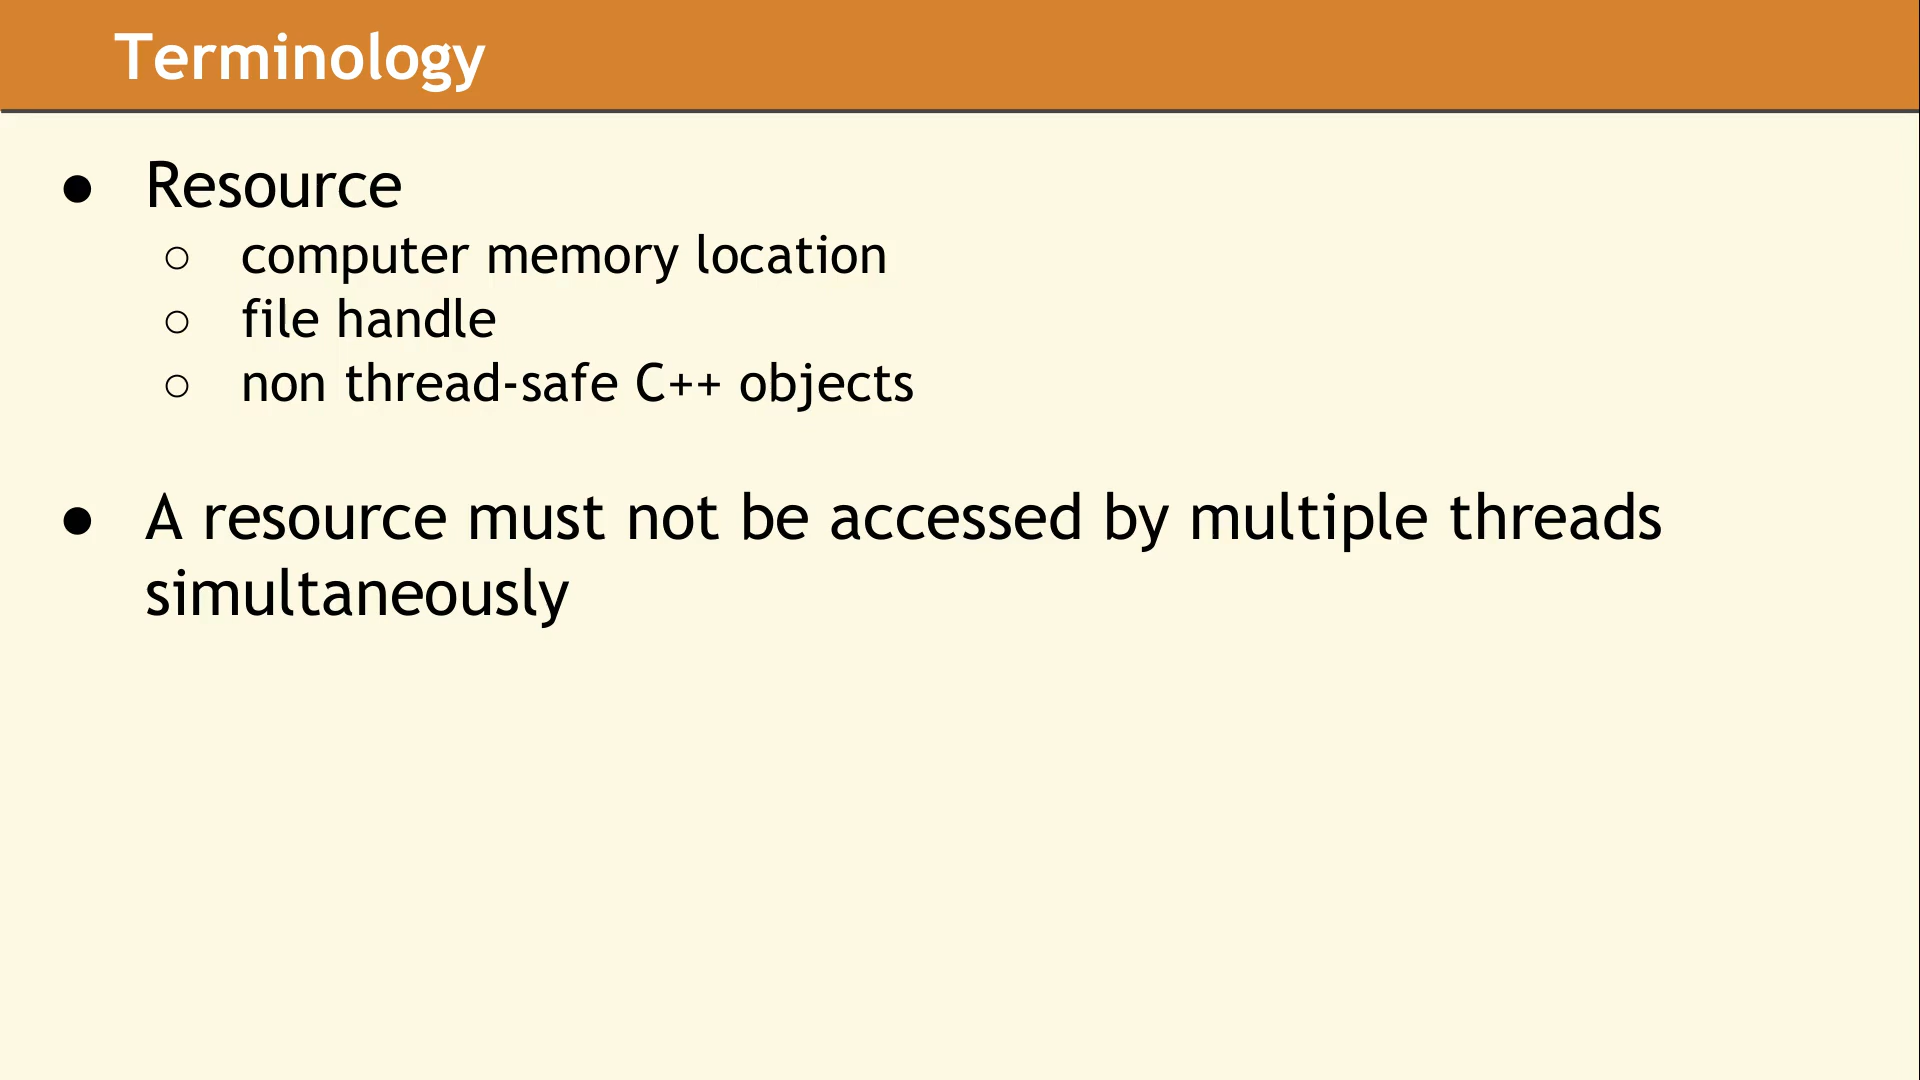 Terminology
● Resource
○ computer memory location
○ file handle
○ non thread-safe C++ objects
● A resource must not be accessed by multiple threads
simultaneously